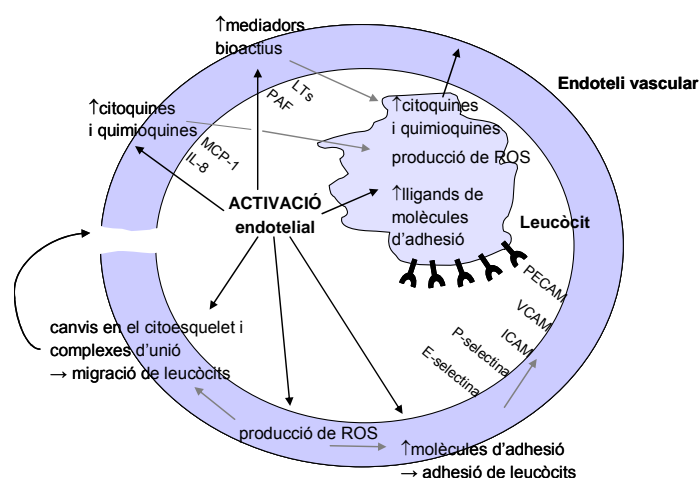 ↑mediadors
bioactius
LTs
PAF
Endoteli vascular
↑citoquines
i quimioquines
MCP-1
IL-8
↑citoquines
i quimioquines
producció de ROS
↑lligands de
molècules
d'adhesió
ACTIVACIÓ
endotelial
Leucòcit
PECAM
VCAM
ICAM
P-selectina
E-selectina
canvis en el citoesquelet i
complexes d'unió
→ migració de leucòcits
producció de ROS
↑molècules d'adhesió
→ adhesió de leucòcits